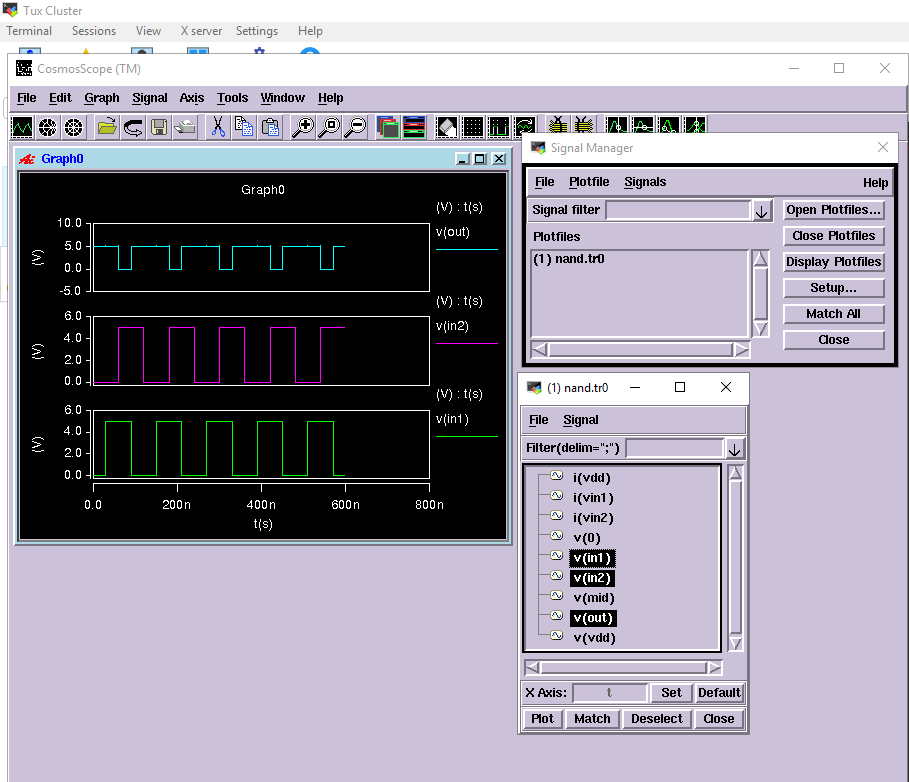 Tux Cluster
Terminal Sessions View X server Settings Help
CosmosScope (TM)
File Edit Graph Signal Axis Tools Window Help
Graph0
Graph0
(V) : t(s)
v(out)
10.0
5.0
0.0
-5.0
(V)
(V) : t(s)
v(in2)
6.0
4.0
2.0
0.0
(V)
(V) : t(s)
v(in1)
6.0
4.0
2.0
0.0
(V)
0.0 200n 400n 600n 800n
t(s)
Signal Manager
File Plotfile Signals Help
Signal filter
Plotfiles
(1) nand.tr0
Open Plotfiles...
Close Plotfiles
Display Plotfiles
Setup...
Match All
Close
(1) nand.tr0
File Signal
Filter(delim=";")
i(vdd)
i(vin1)
i(vin2)
v(0)
v(in1)
v(in2)
v(mid)
v(out)
v(vdd)
X Axis: t Set Default
Plot Match Deselect Close